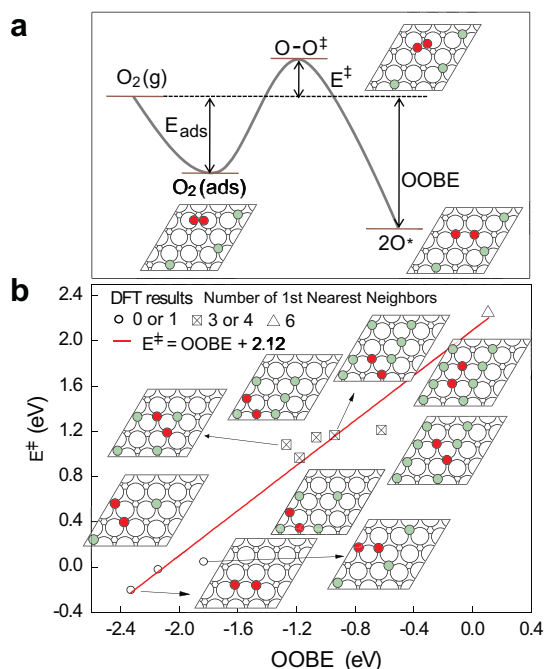 a
O–O‡
O₂(g)
E‡
E_ads
O₂(ads)
OOBE
2O*
b
DFT results Number of 1st Nearest Neighbors
0 or 1 3 or 4 6
E‡ = OOBE + 2.12
E‡ (eV)
2.4
2.0
1.6
1.2
0.8
0.4
0.0
-0.4
-2.4 -2.0 -1.6 -1.2 -0.8 -0.4 0.0 0.4
OOBE (eV)